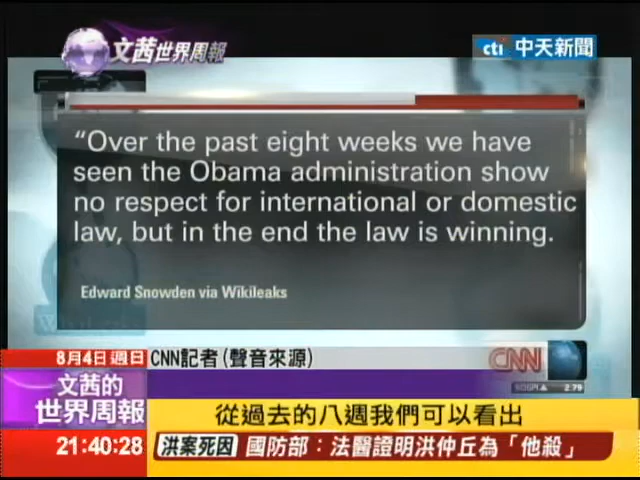 文茜世界周報
cti 中天新聞
“Over the past eight weeks we have
seen the Obama administration show
no respect for international or domestic
law, but in the end the law is winning.
Edward Snowden via Wikileaks
8月4日 週日
CNN記者(聲音來源)
CNN
文茜的
世界周報
從過去的八週我們可以看出
21:40:28
洪案死因
國防部：法醫證明洪仲丘為「他殺」